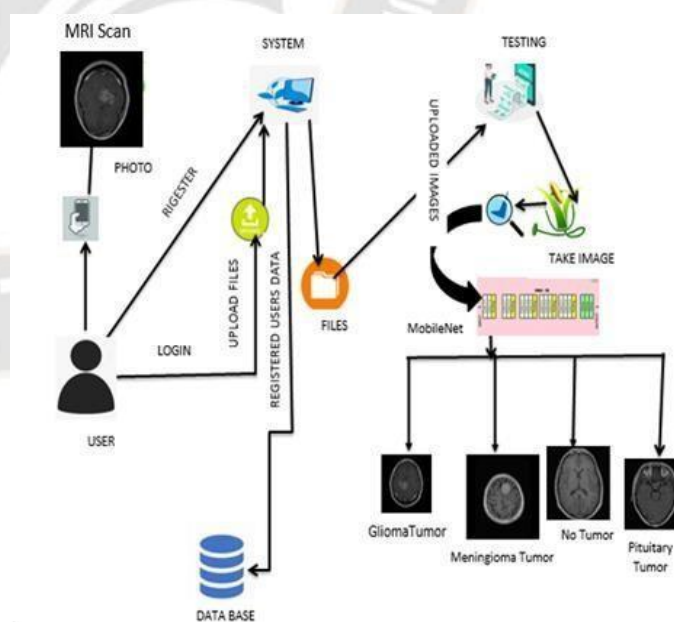 MRI Scan
SYSTEM
TESTING
PHOTO
RIGESTER
UPLOAD FILES
REGISTERED USERS DATA
UPLOADED IMAGES
TAKE IMAGE
FILES
MobileNet
LOGIN
USER
GliomaTumor
Meningioma Tumor
No Tumor
Pituitary
Tumor
DATA BASE